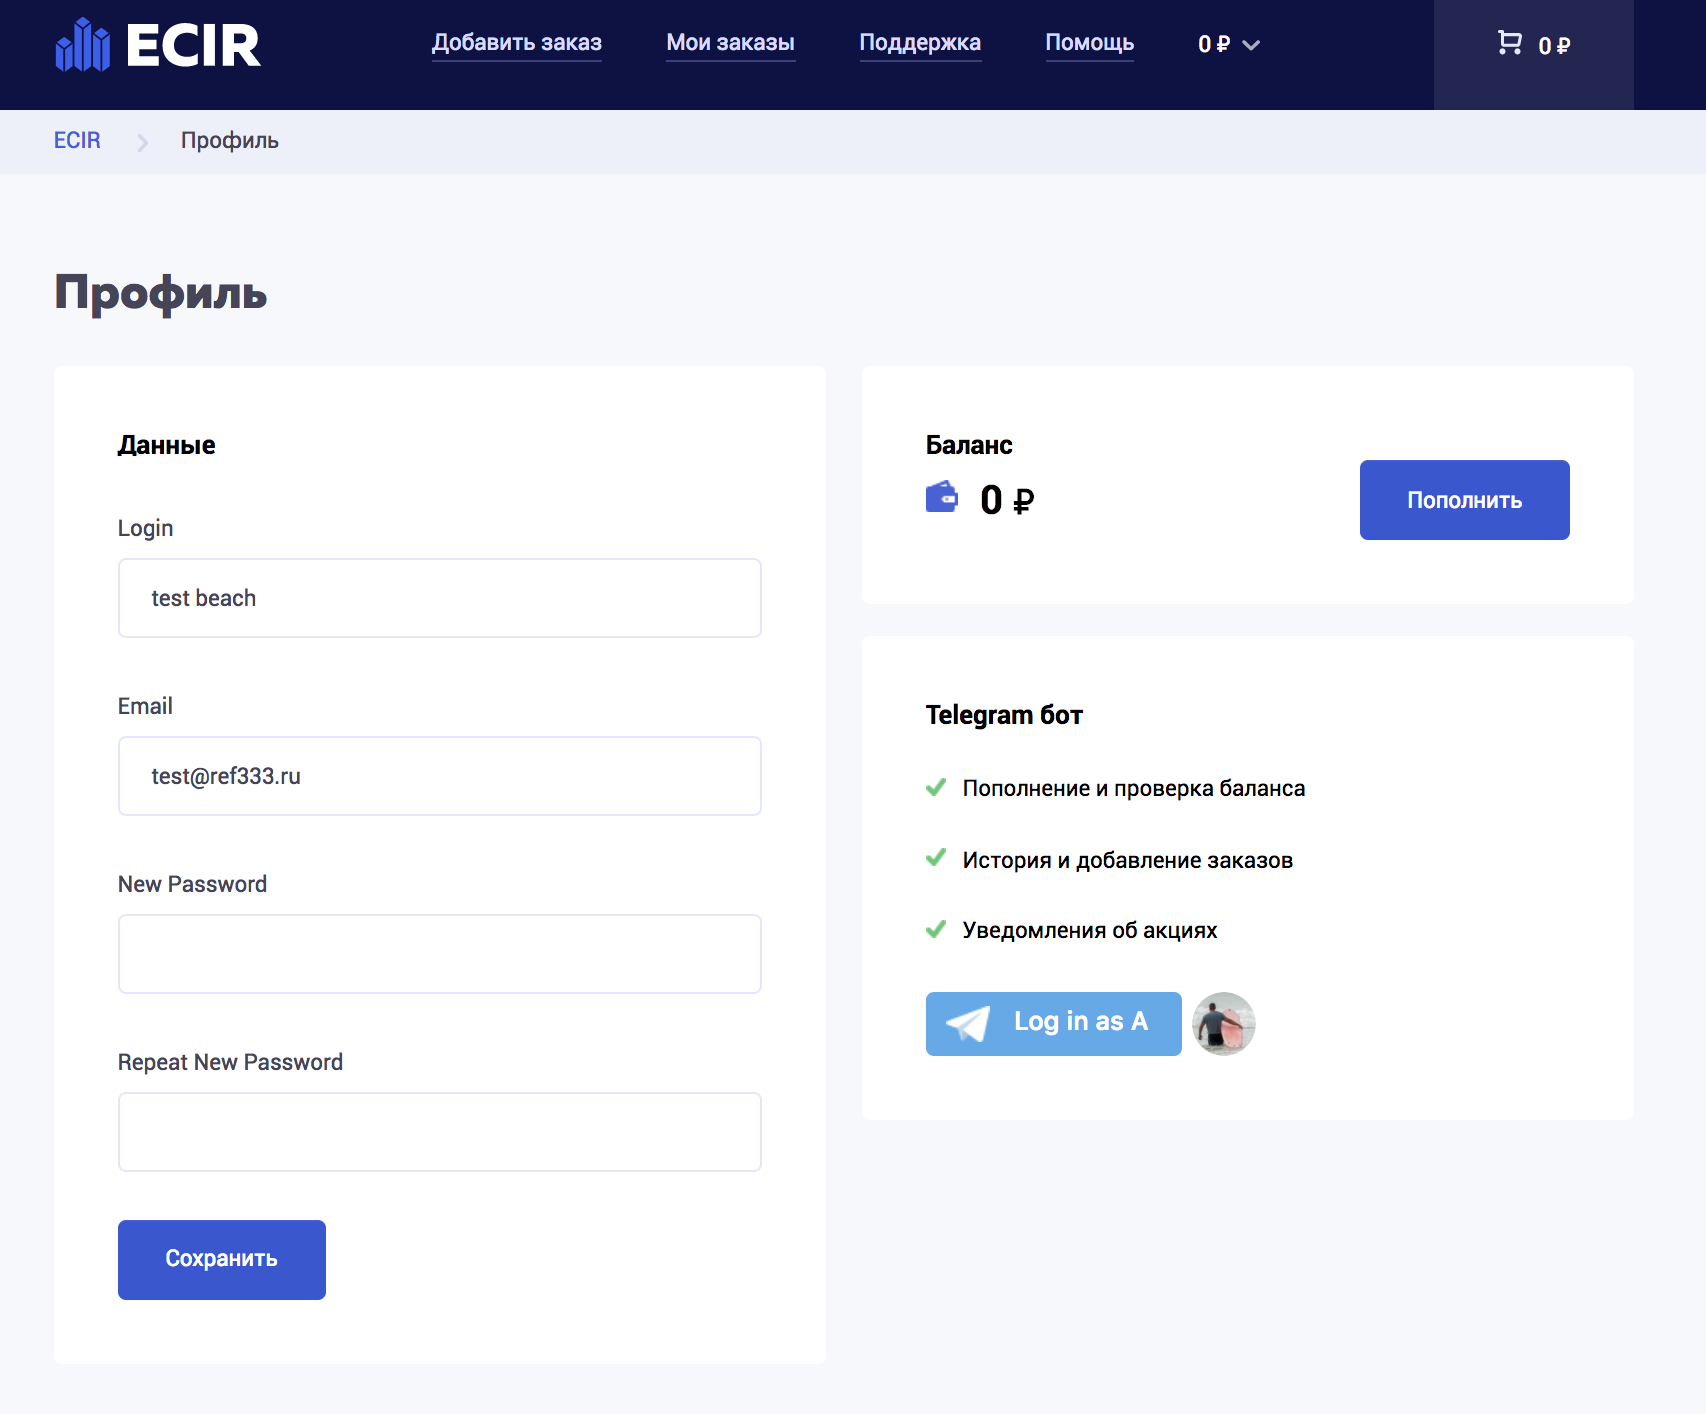 ECIR
Добавить заказ
Мои заказы
Поддержка
Помощь
0 ₽
0 ₽
ECIR
Профиль
Профиль
Данные
Login
test beach
Email
test@ref333.ru
New Password
Repeat New Password
Сохранить
Баланс
0 ₽
Пополнить
Telegram бот
Пополнение и проверка баланса
История и добавление заказов
Уведомления об акциях
Log in as A